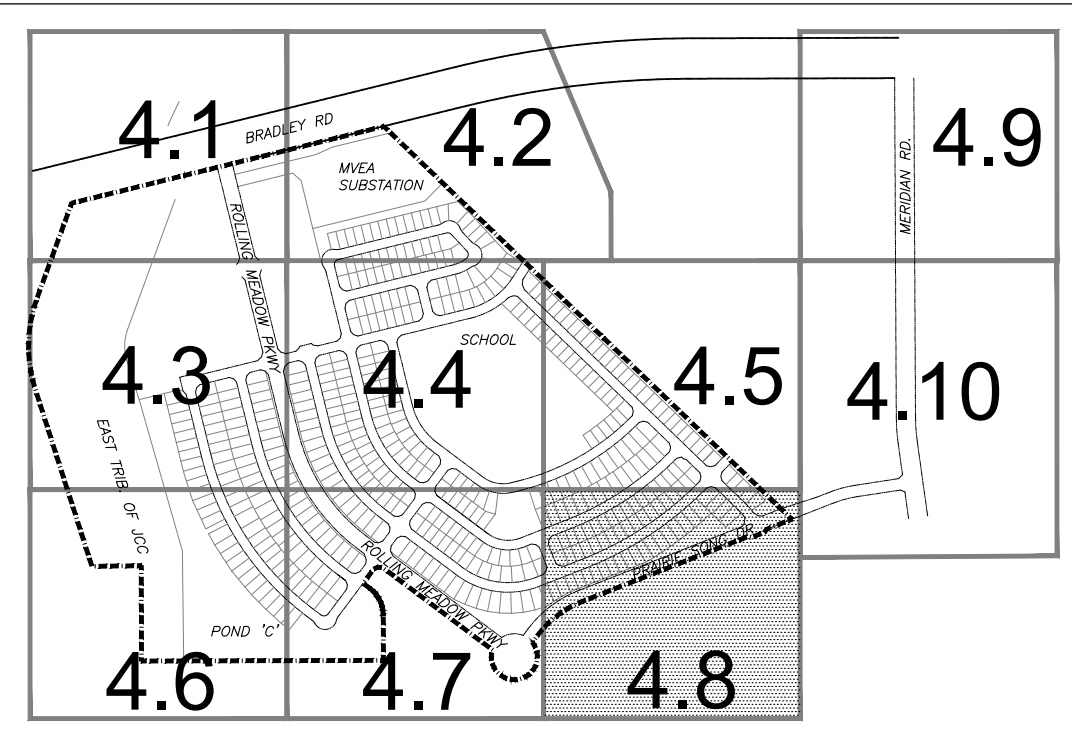 4.1
BRADLEY RD
4.2
4.9
MVEA
SUBSTATION
MERIDIAN RD.
ROLLING MEADOW PKWY
SCHOOL
4.3
4.4
4.5
4.10
EAST TRIB. OF JCC
PRAIRIE SONG DR
ROLLING MEADOW PKWY
POND 'C'
4.6
4.7
4.8